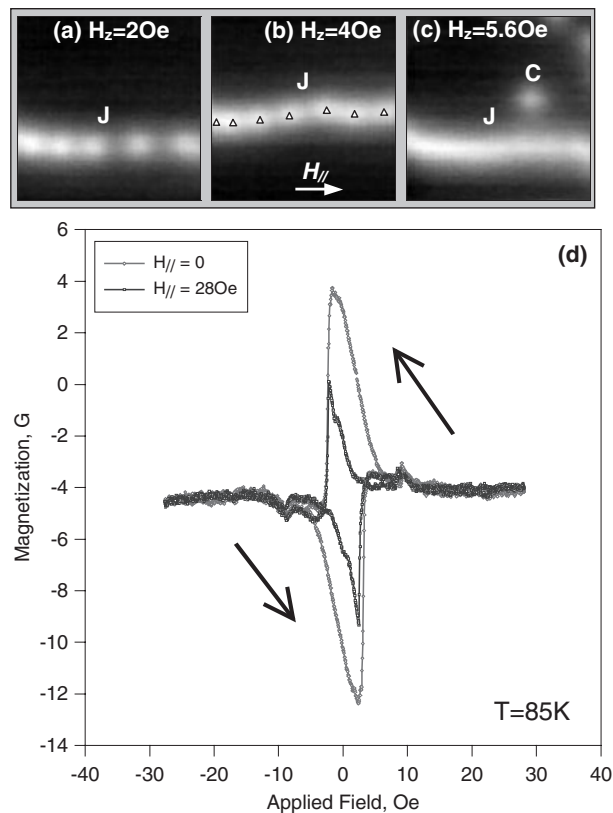 (a) Hz=2Oe
(b) Hz=4Oe
(c) Hz=5.6Oe
J
J
C
J
H//
(d)
H// = 0
H// = 28Oe
6
4
2
0
-2
-4
-6
-8
-10
-12
-14
Magnetization, G
T=85K
-40
-30
-20
-10
0
10
20
30
40
Applied Field, Oe